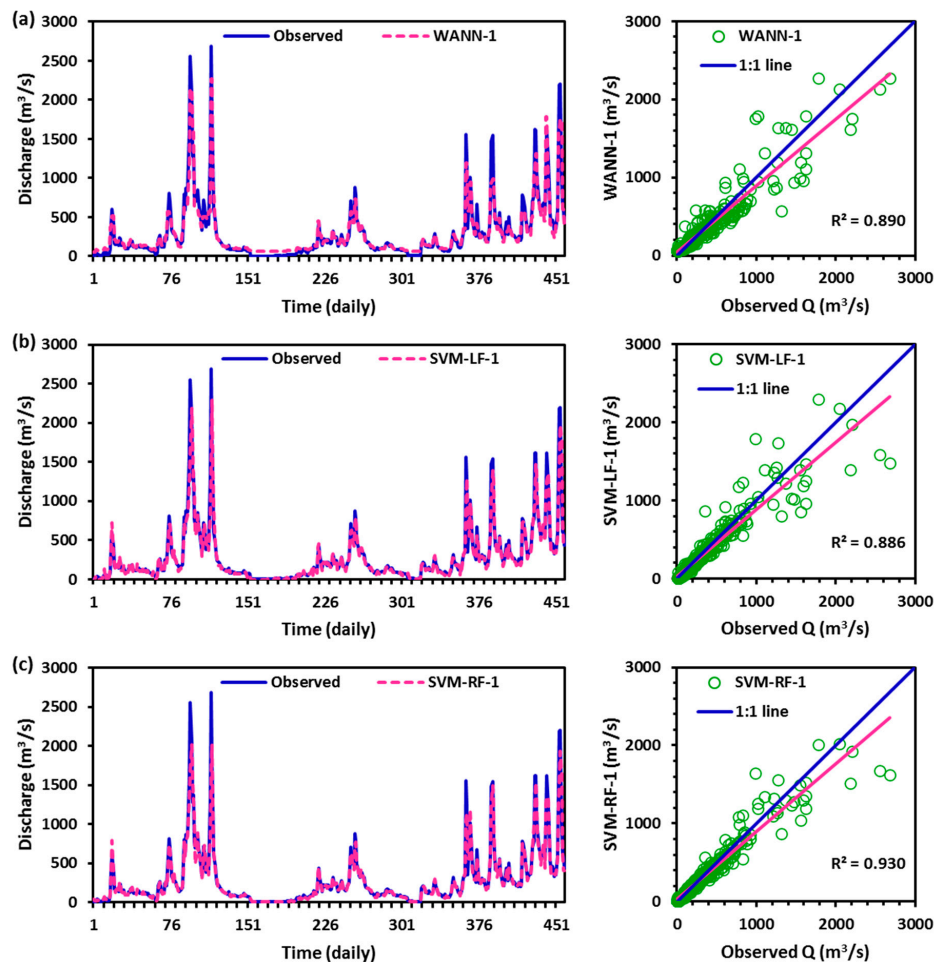 (a)
3000
2500
2000
1500
1000
500
0
Discharge (m³/s)
Observed
WANN-1
1 76 151 226 301 376 451
Time (daily)
3000
2000
1000
0
WANN-1 (m³/s)
WANN-1
1:1 line
R² = 0.890
0 1000 2000 3000
Observed Q (m³/s)
(b)
3000
2500
2000
1500
1000
500
0
Discharge (m³/s)
Observed
SVM-LF-1
1 76 151 226 301 376 451
Time (daily)
3000
2000
1000
0
SVM-LF-1 (m³/s)
SVM-LF-1
1:1 line
R² = 0.886
0 1000 2000 3000
Observed Q (m³/s)
(c)
3000
2500
2000
1500
1000
500
0
Discharge (m³/s)
Observed
SVM-RF-1
1 76 151 226 301 376 451
Time (daily)
3000
2000
1000
0
SVM-RF-1 (m³/s)
SVM-RF-1
1:1 line
R² = 0.930
0 1000 2000 3000
Observed Q (m³/s)